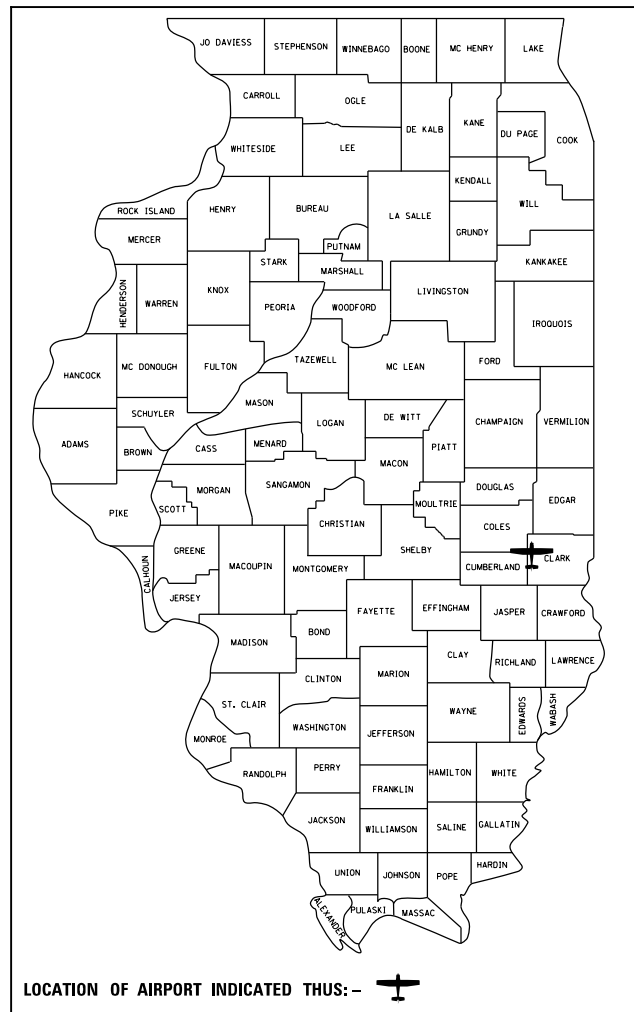 JO DAVIESS
STEPHENSON
WINNEBAGO
BOONE
MC HENRY
LAKE
CARROLL
OGLE
DE KALB
KANE
DU PAGE
COOK
WHITESIDE
LEE
KENDALL
WILL
ROCK ISLAND
HENRY
BUREAU
LA SALLE
GRUNDY
MERCER
PUTNAM
KANKAKEE
STARK
MARSHALL
HENDERSON
WARREN
KNOX
PEORIA
WOODFORD
LIVINGSTON
IROQUOIS
HANCOCK
MC DONOUGH
FULTON
TAZEWELL
MC LEAN
FORD
SCHUYLER
MASON
LOGAN
DE WITT
CHAMPAIGN
VERMILION
ADAMS
BROWN
CASS
MENARD
PIATT
MACON
PIKE
SCOTT
MORGAN
SANGAMON
CHRISTIAN
MOULTRIE
DOUGLAS
EDGAR
COLES
CALHOUN
GREENE
MACOUPIN
MONTGOMERY
SHELBY
CUMBERLAND
CLARK
JERSEY
FAYETTE
EFFINGHAM
JASPER
CRAWFORD
MADISON
BOND
CLAY
RICHLAND
LAWRENCE
CLINTON
MARION
ST. CLAIR
WAYNE
EDWARDS
WABASH
MONROE
WASHINGTON
JEFFERSON
RANDOLPH
PERRY
HAMILTON
WHITE
FRANKLIN
JACKSON
WILLIAMSON
SALINE
GALLATIN
UNION
JOHNSON
POPE
HARDIN
ALEXANDER
PULASKI
MASSAC
LOCATION OF AIRPORT INDICATED THUS:-